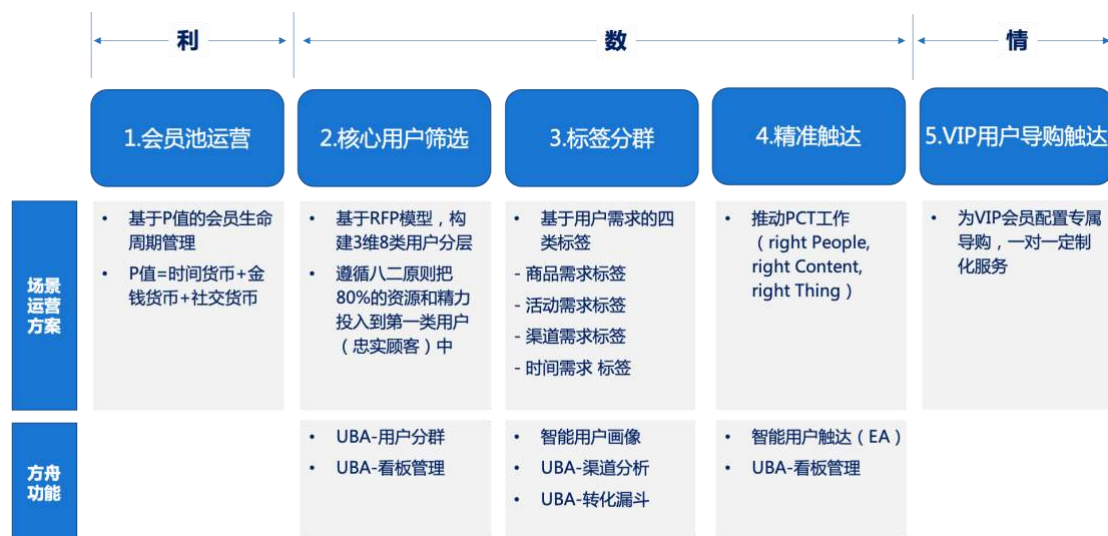 利
数
情
1.会员池运营
2.核心用户筛选
3.标签分群
4.精准触达
5.VIP用户导购触达
场景
运营
方案
• 基于P值的会员生命
周期管理
• P值=时间货币+金
钱货币+社交货币
• 基于RFP模型，构
建3维8类用户分层
• 遵循八二原则把
80%的资源和精力
投入到第一类用户
（忠实顾客）中
• 基于用户需求的四
类标签
- 商品需求标签
- 活动需求标签
- 渠道需求标签
- 时间需求 标签
• 推动PCT工作
（right People,
right Content,
right Thing）
• 为VIP会员配置专属
导购，一对一定制
化服务
方舟
功能
• UBA-用户分群
• UBA-看板管理
• 智能用户画像
• UBA-渠道分析
• UBA-转化漏斗
• 智能用户触达（EA）
• UBA-看板管理